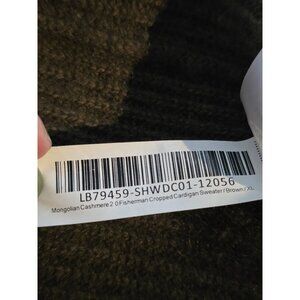 LB79459-SHWDC01-12056
Mongolian Cashmere 2.0 Fisherman Cropped Cardigan Sweater / Brown / XL